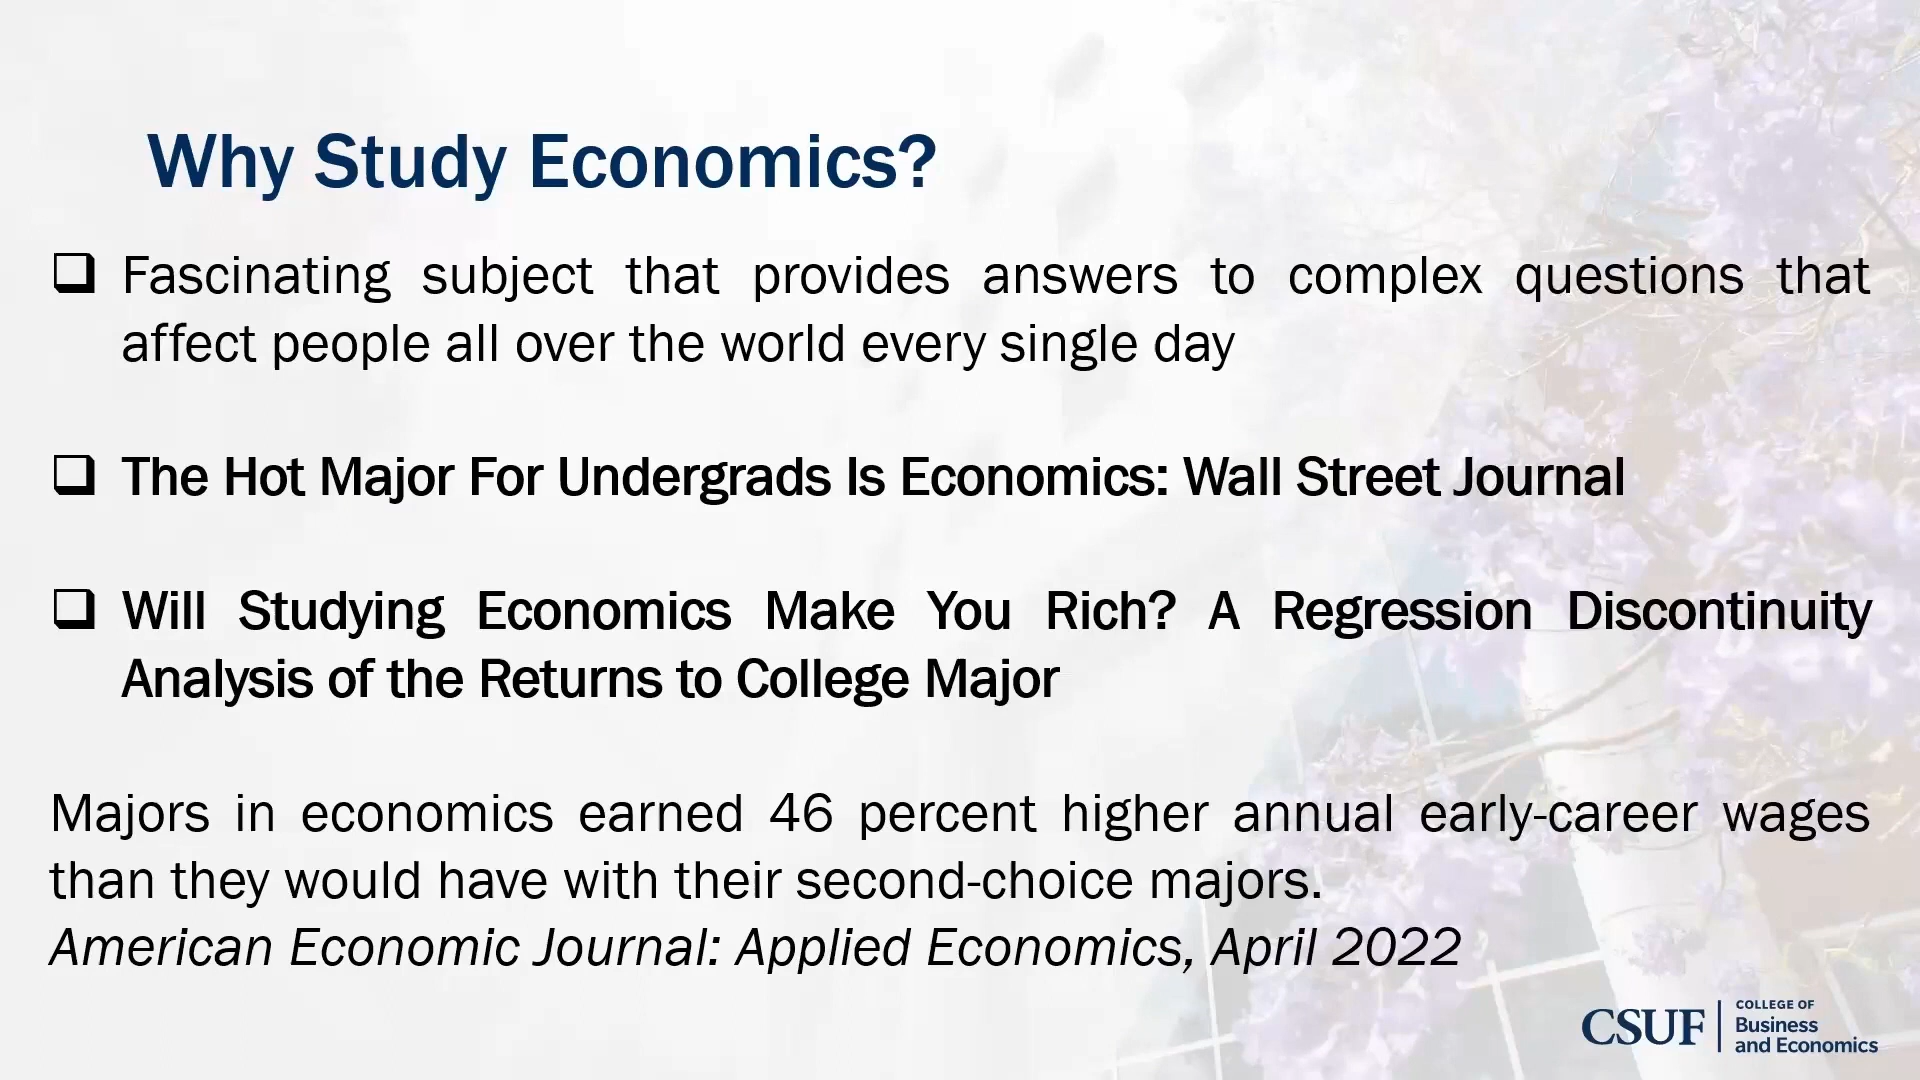 Why Study Economics?
Fascinating subject that provides answers to complex questions that
affect people all over the world every single day
The Hot Major For Undergrads Is Economics: Wall Street Journal
Will Studying Economics Make You Rich? A Regression Discontinuity
Analysis of the Returns to College Major
Majors in economics earned 46 percent higher annual early-career wages
than they would have with their second-choice majors.
American Economic Journal: Applied Economics, April 2022
CSUF
COLLEGE OF
Business
and Economics